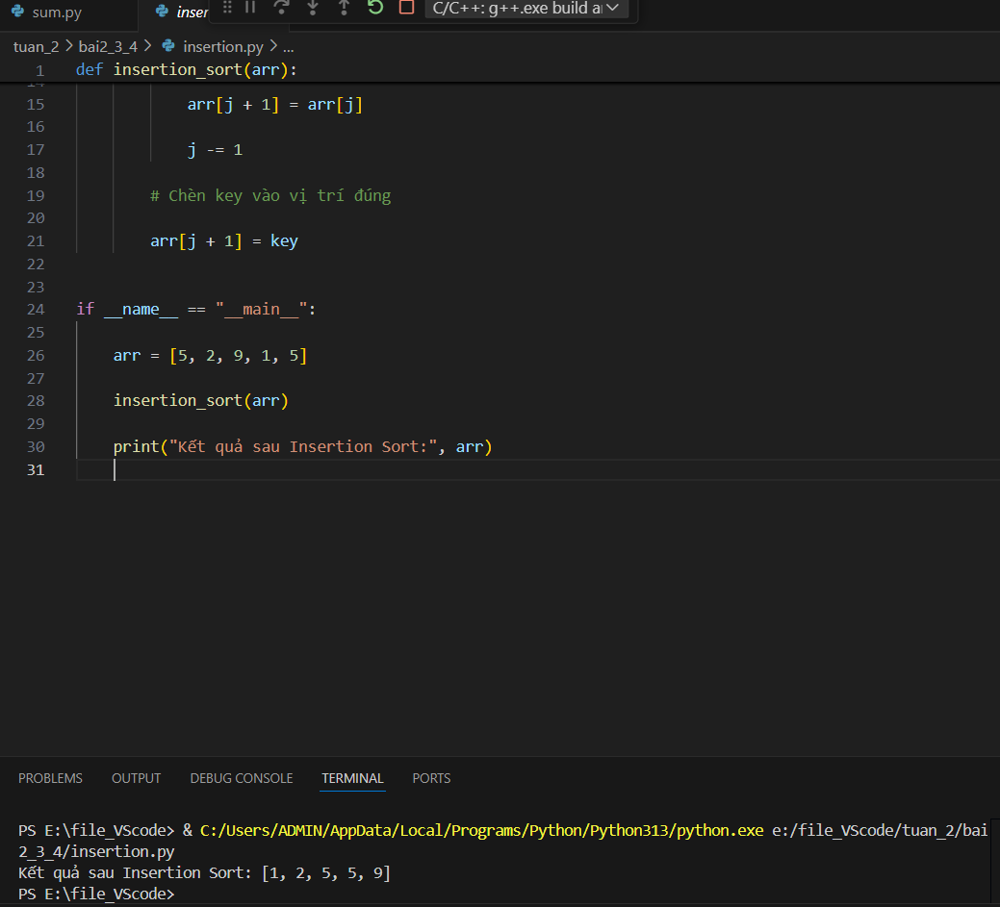 sum.py
inser
C/C++: g++.exe build a
tuan_2 > bai2_3_4 > insertion.py > ...
1 def insertion_sort(arr):
14
15 arr[j + 1] = arr[j]
16
17 j -= 1
18
19 # Chèn key vào vị trí đúng
20
21 arr[j + 1] = key
22
23
24 if __name__ == "__main__":
25
26 arr = [5, 2, 9, 1, 5]
27
28 insertion_sort(arr)
29
30 print("Kết quả sau Insertion Sort:", arr)
31
PROBLEMS OUTPUT DEBUG CONSOLE TERMINAL PORTS
PS E:\file_VScode> & C:/Users/ADMIN/AppData/Local/Programs/Python/Python313/python.exe e:/file_VScode/tuan_2/bai
2_3_4/insertion.py
Kết quả sau Insertion Sort: [1, 2, 5, 5, 9]
PS E:\file_VScode>